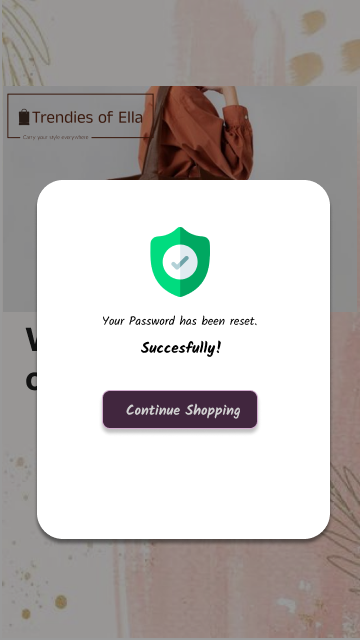 Trendies of Ella
Carry your style everywhere
Your Password has been reset.
Succesfully!
Continue Shopping